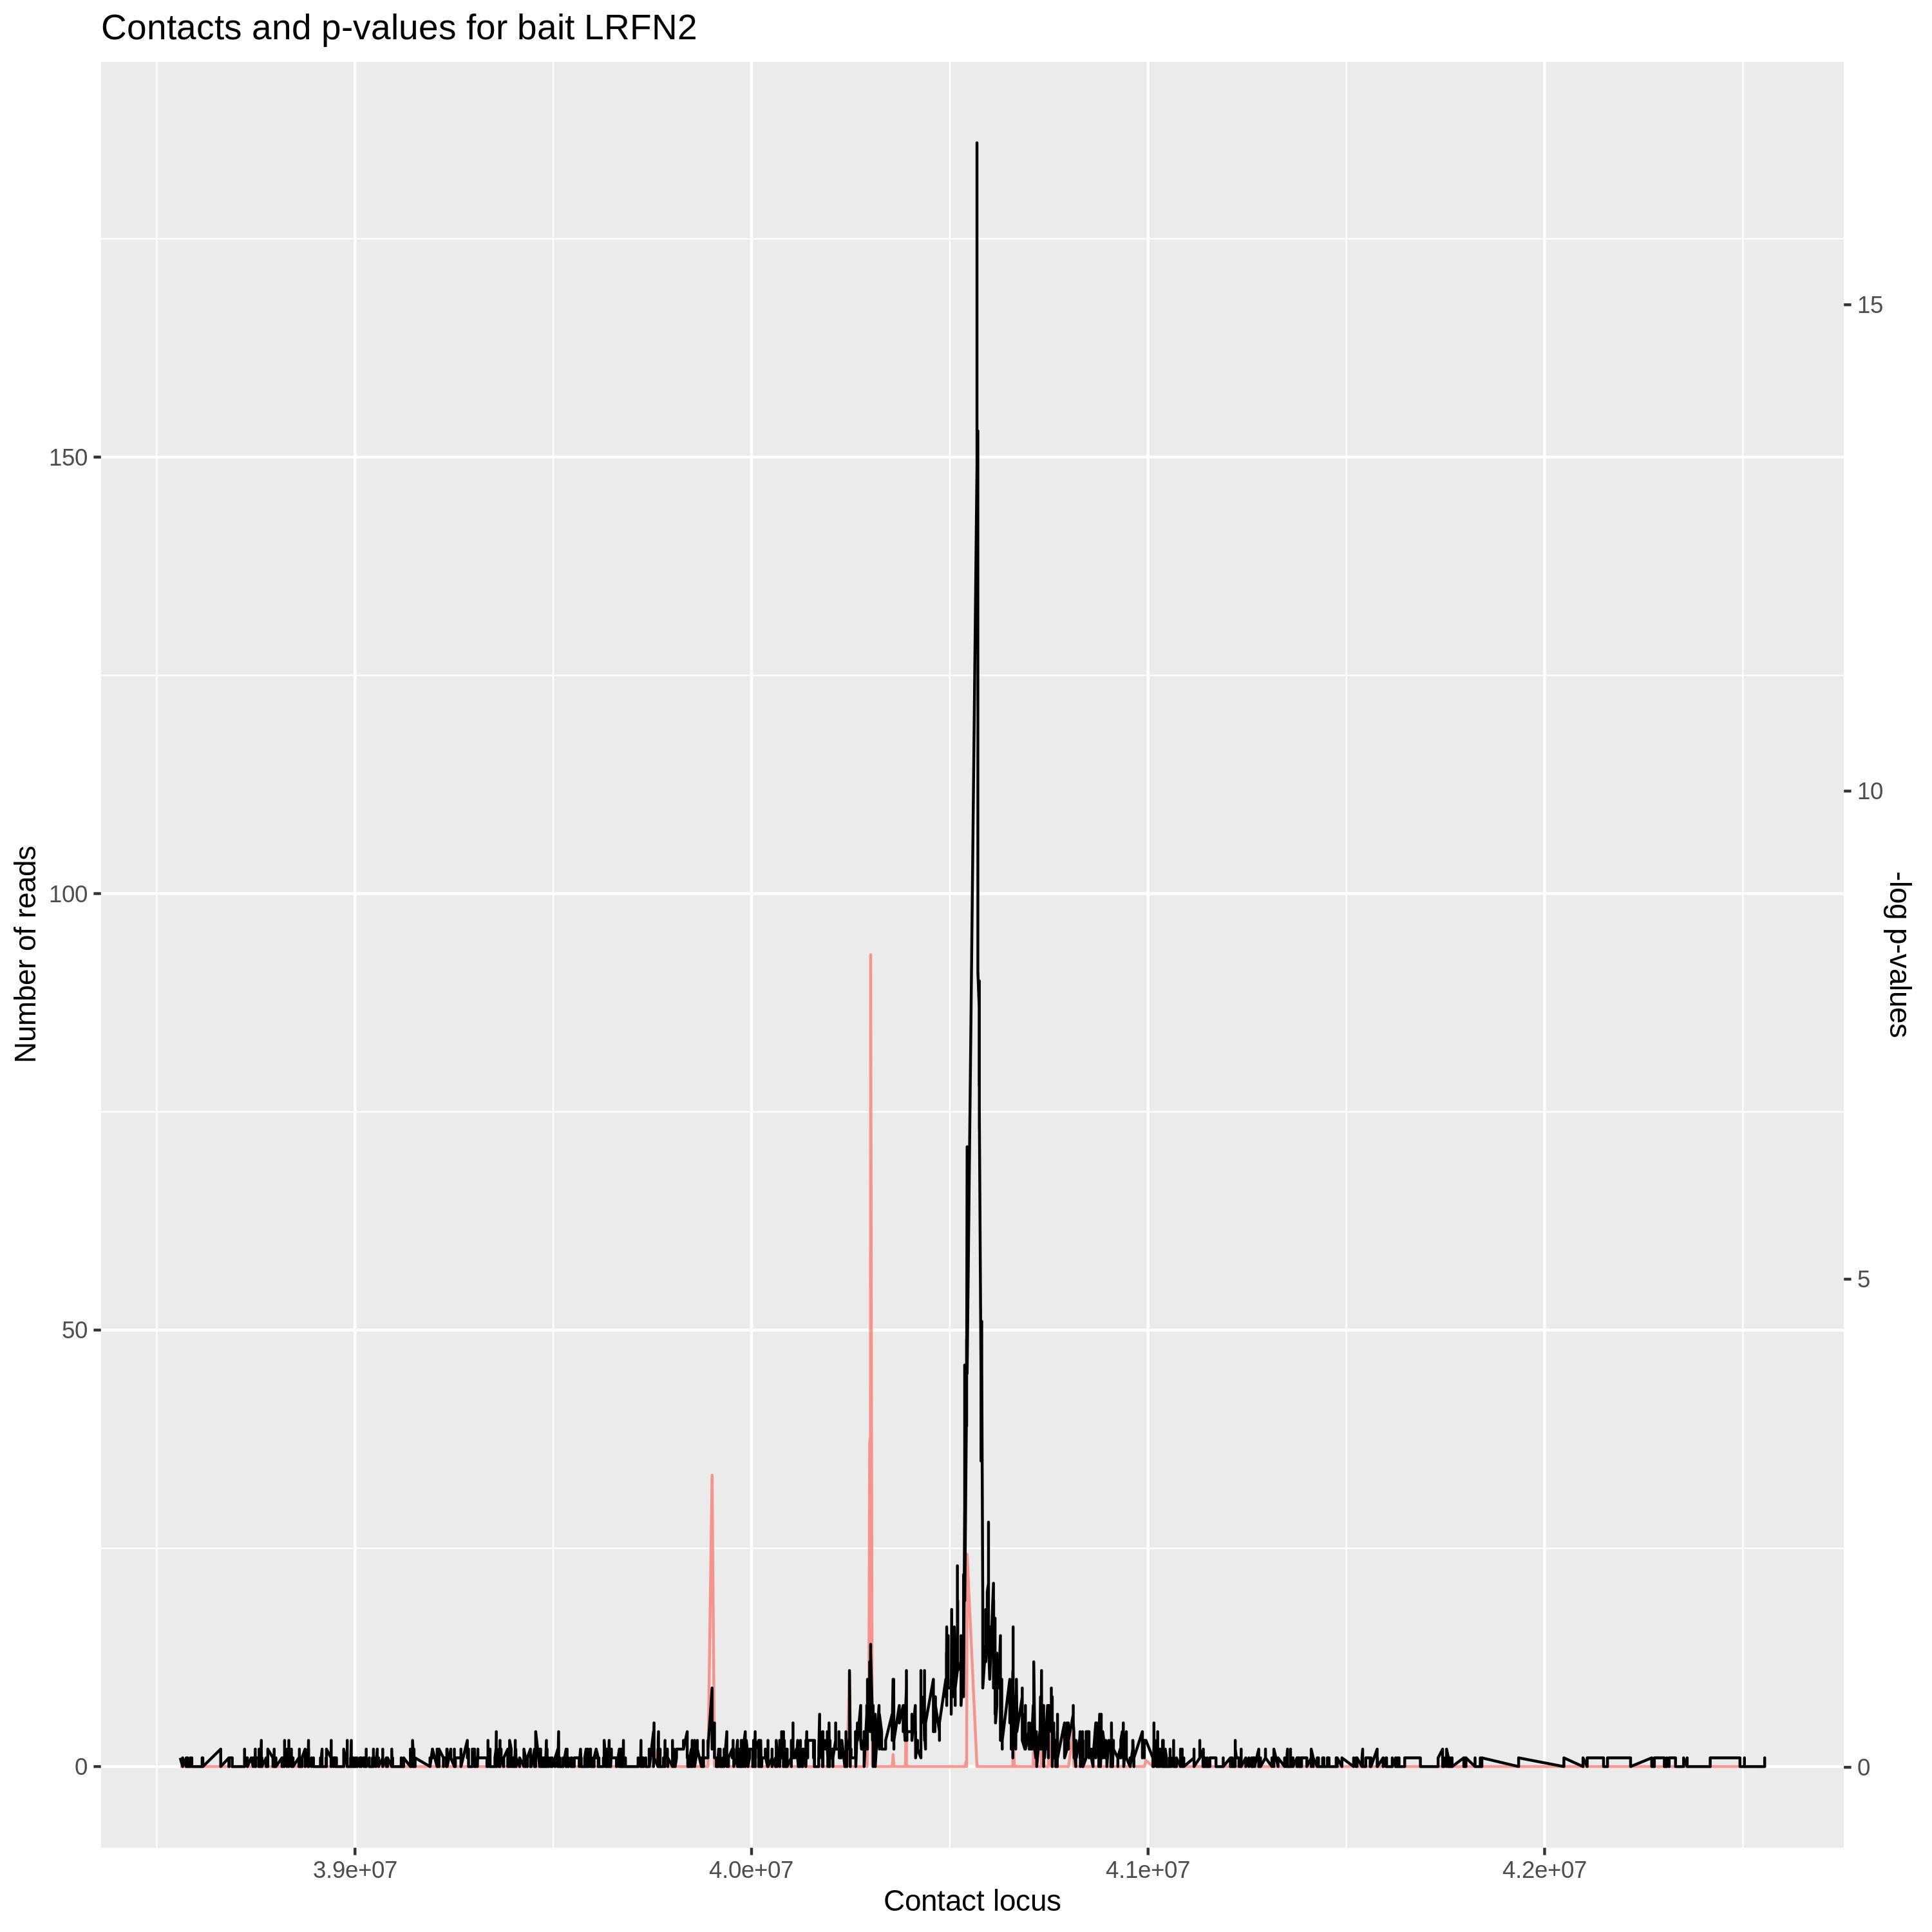 Contacts and p-values for bait LRFN2
Number of reads
150
100
50
0
15
10
5
0
-log p-values
3.9e+07
4.0e+07
4.1e+07
4.2e+07
Contact locus